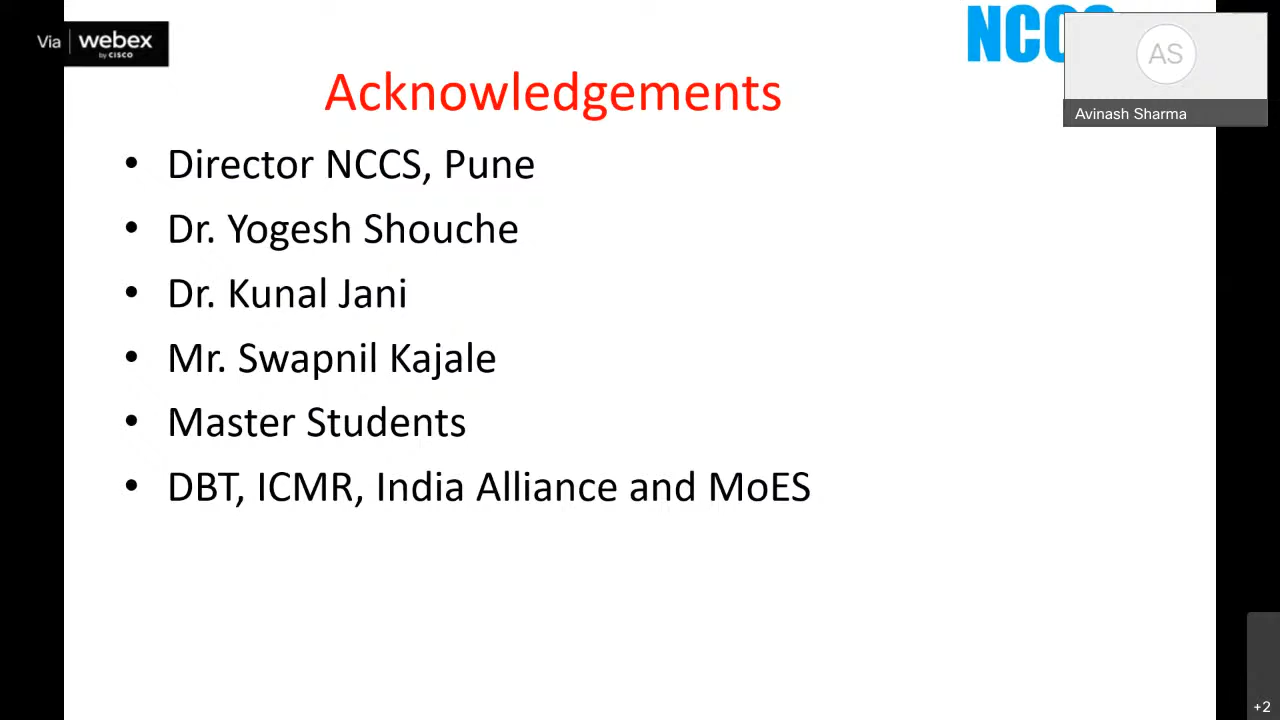 Via webex
by CISCO
NCC
AS
Avinash Sharma
Acknowledgements
• Director NCCS, Pune
• Dr. Yogesh Shouche
• Dr. Kunal Jani
• Mr. Swapnil Kajale
• Master Students
• DBT, ICMR, India Alliance and MoES
+2